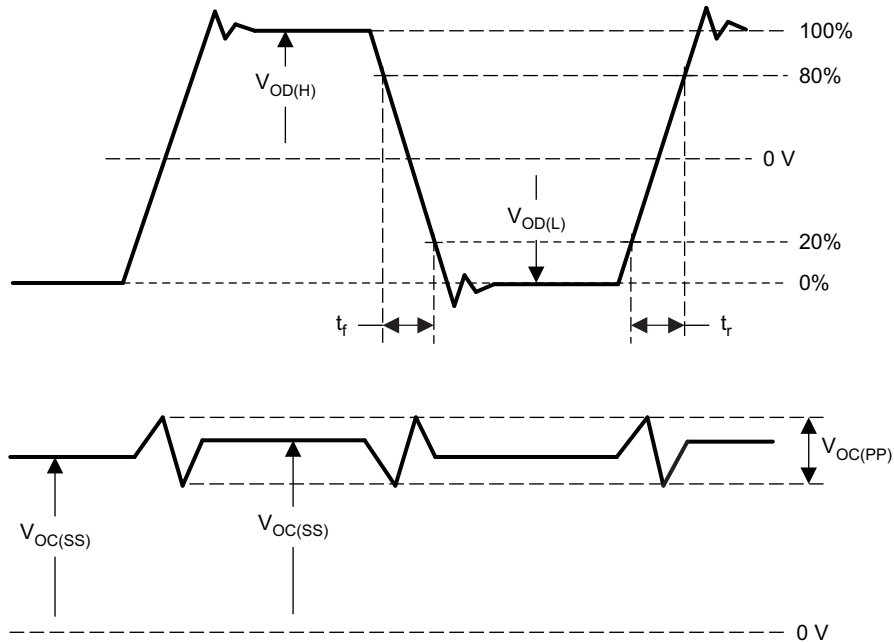 100%
80%
V_OD(H)
0 V
V_OD(L)
20%
0%
t_f
t_r
V_OC(PP)
V_OC(SS)
V_OC(SS)
0 V